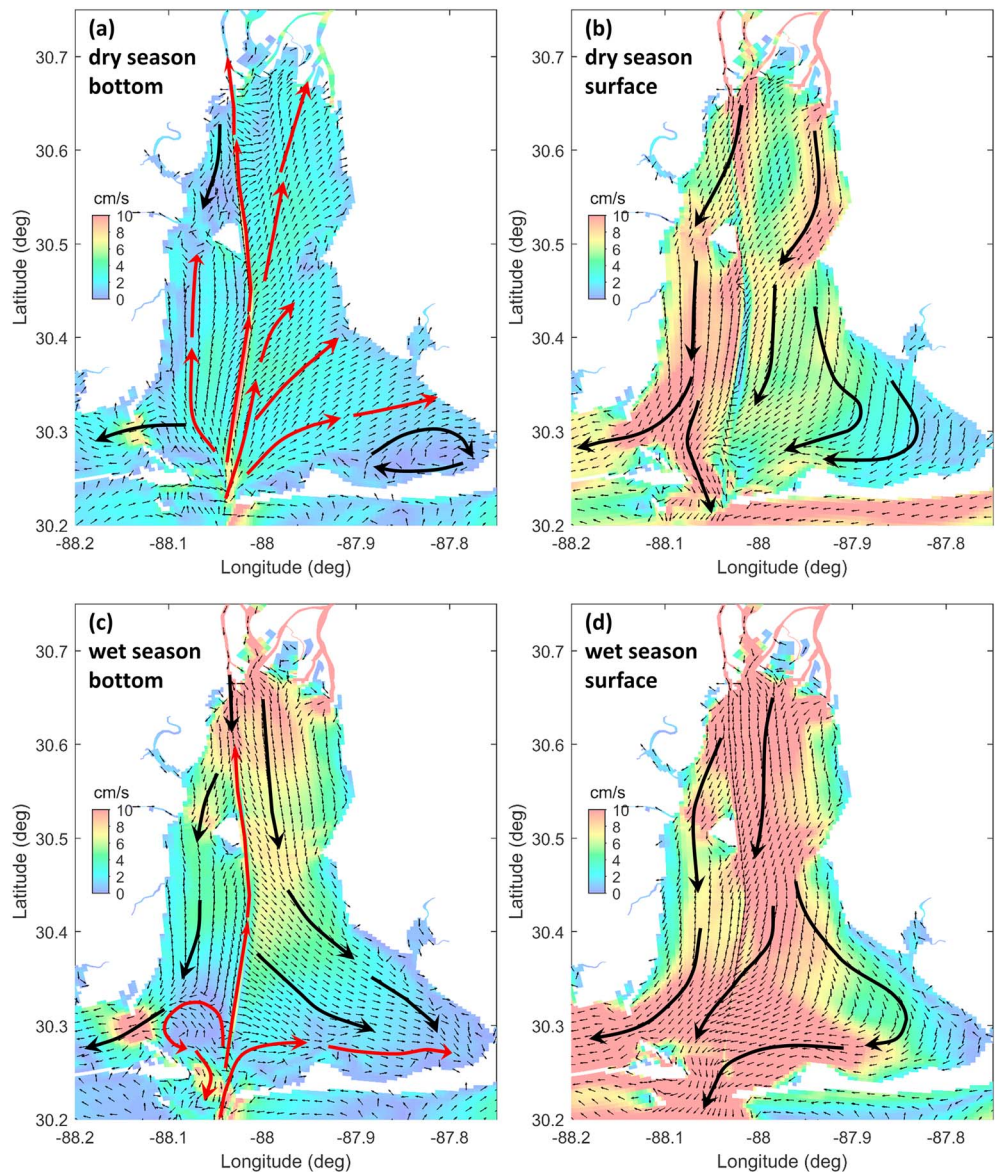 (a)
dry season
bottom
30.7
30.6
30.5
30.4
30.3
30.2
Latitude (deg)
cm/s
10
8
6
4
2
0
-88.2
-88.1
-88
-87.9
-87.8
Longitude (deg)
(b)
dry season
surface
30.7
30.6
30.5
30.4
30.3
30.2
Latitude (deg)
cm/s
10
8
6
4
2
0
-88.2
-88.1
-88
-87.9
-87.8
Longitude (deg)
(c)
wet season
bottom
30.7
30.6
30.5
30.4
30.3
30.2
Latitude (deg)
cm/s
10
8
6
4
2
0
-88.2
-88.1
-88
-87.9
-87.8
Longitude (deg)
(d)
wet season
surface
30.7
30.6
30.5
30.4
30.3
30.2
Latitude (deg)
cm/s
10
8
6
4
2
0
-88.2
-88.1
-88
-87.9
-87.8
Longitude (deg)